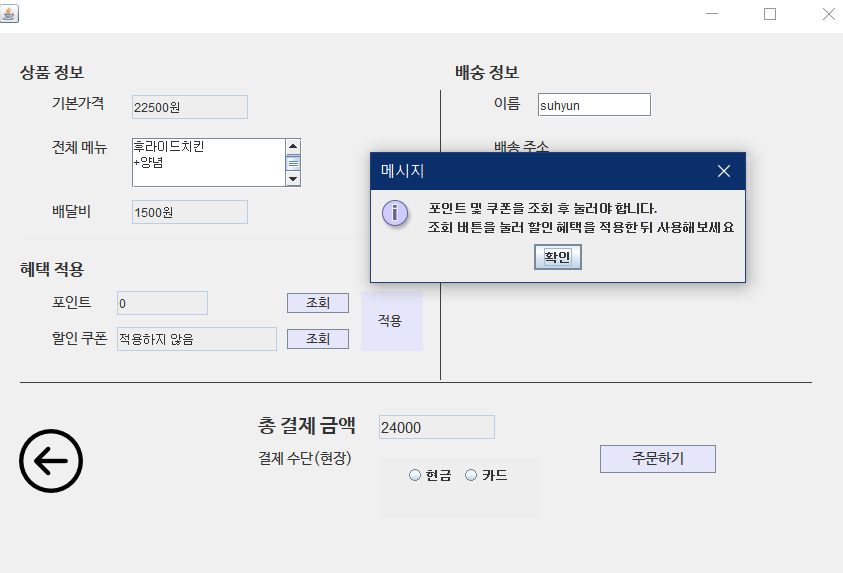 상품 정보
기본가격
22500원
전체 메뉴
후라이드치킨
+양념
배달비
1500원
혜택 적용
포인트
0
조회
할인 쿠폰
적용하지 않음
조회
적용
배송 정보
이름
suhyun
배송 주소
메시지
포인트 및 쿠폰을 조회 후 눌러야 합니다.
조회 버튼을 눌러 할인 혜택을 적용한 뒤 사용해보세요
확인
총 결제 금액
24000
결제 수단(현장)
현금
카드
주문하기